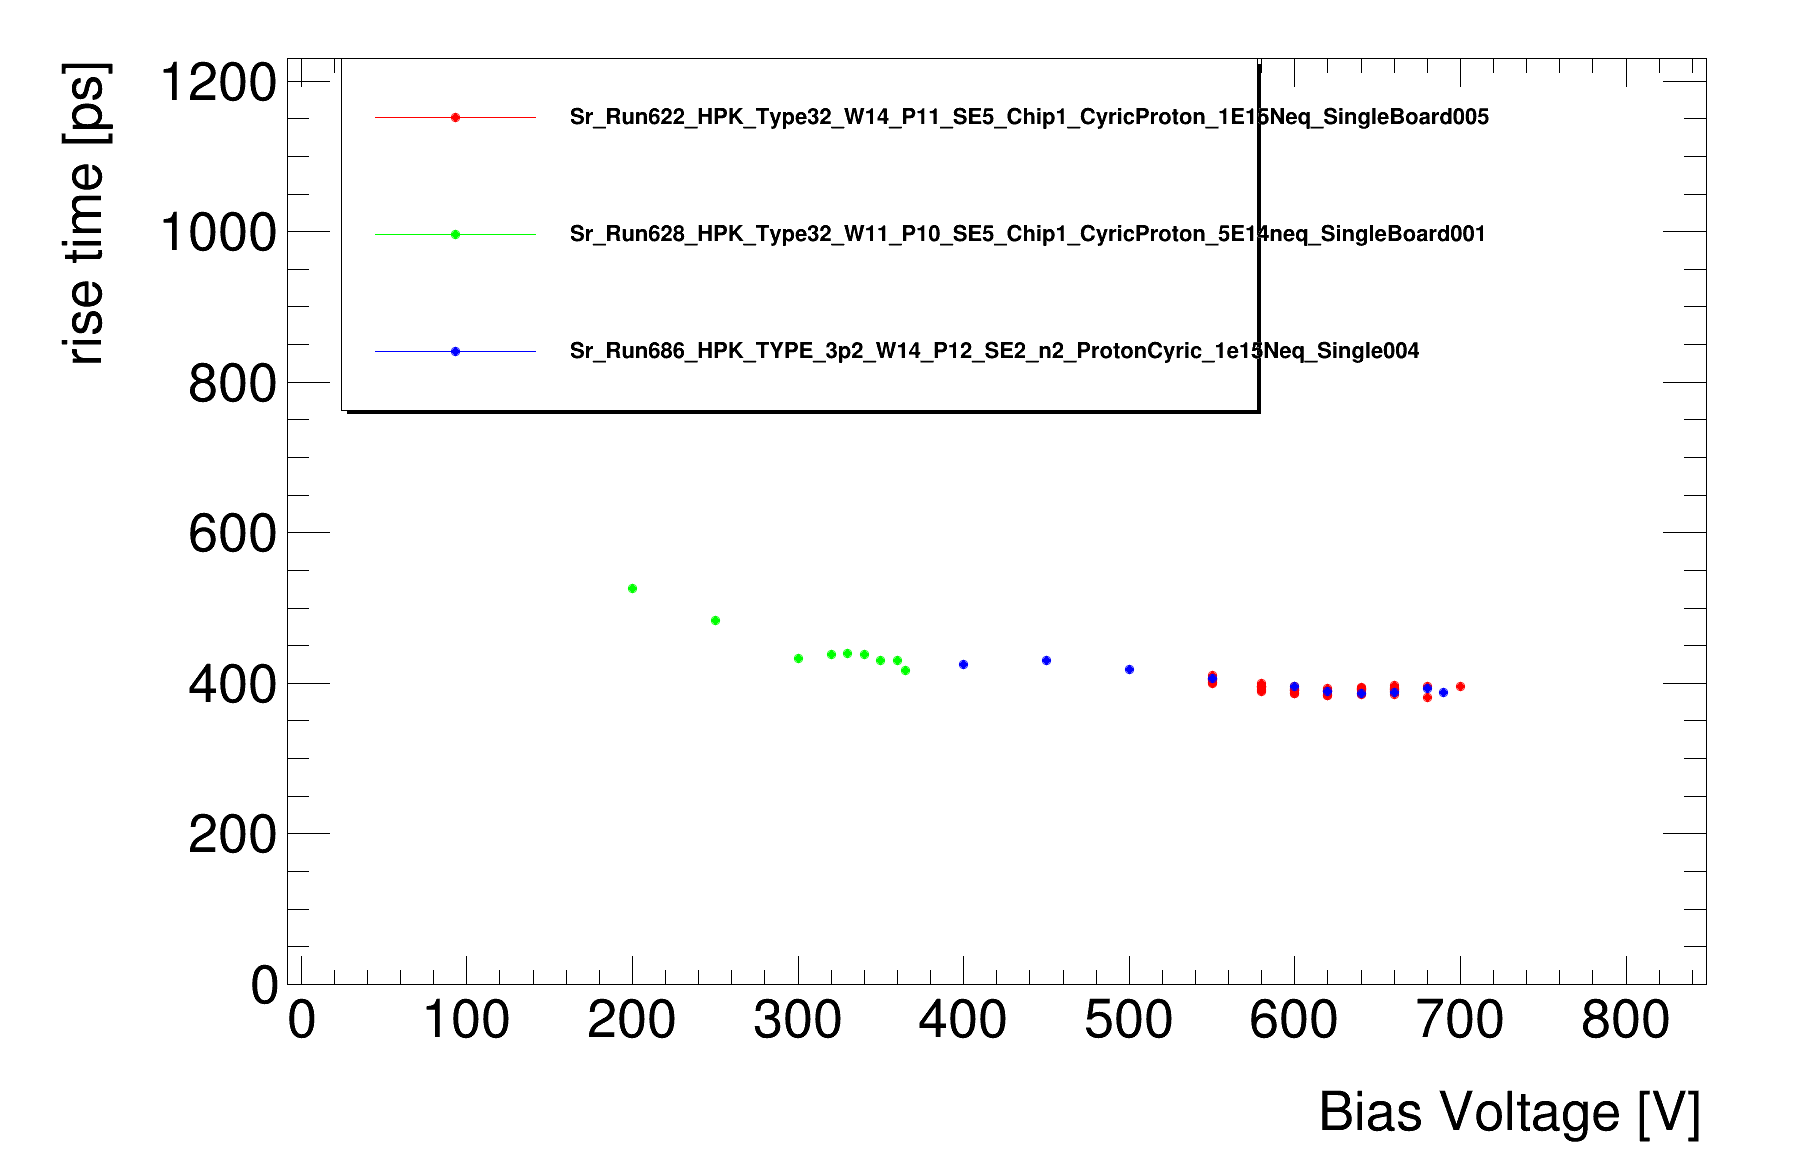 rise time [ps]
1200
1000
800
600
400
200
0
Sr_Run622_HPK_Type32_W14_P11_SE5_Chip1_CyricProton_1E15Neq_SingleBoard005
Sr_Run628_HPK_Type32_W11_P10_SE5_Chip1_CyricProton_5E14neq_SingleBoard001
Sr_Run686_HPK_TYPE_3p2_W14_P12_SE2_n2_ProtonCyric_1e15Neq_Single004
0 100 200 300 400 500 600 700 800
Bias Voltage [V]